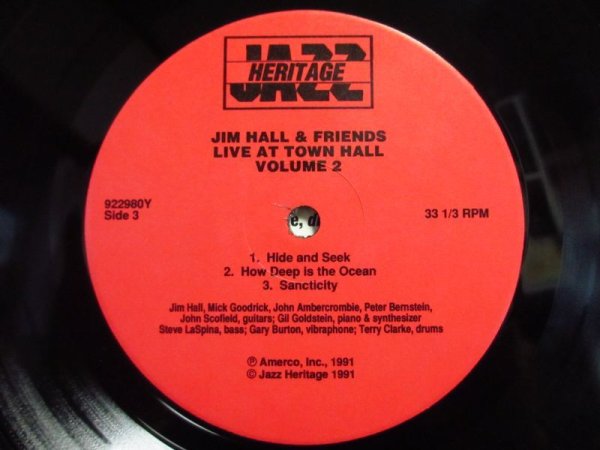 JAZZ
HERITAGE
JIM HALL & FRIENDS
LIVE AT TOWN HALL
VOLUME 2
922980Y
Side 3
33 1/3 RPM
e, d
1. Hide and Seek
2. How Deep is the Ocean
3. Sancticity
Jim Hall, Mick Goodrick, John Ambercrombie, Peter Bernstein,
John Scofield, guitars; Gil Goldstein, piano & synthesizer
Steve LaSpina, bass; Gary Burton, vibraphone; Terry Clarke, drums
℗ Amerco, Inc., 1991
© Jazz Heritage 1991